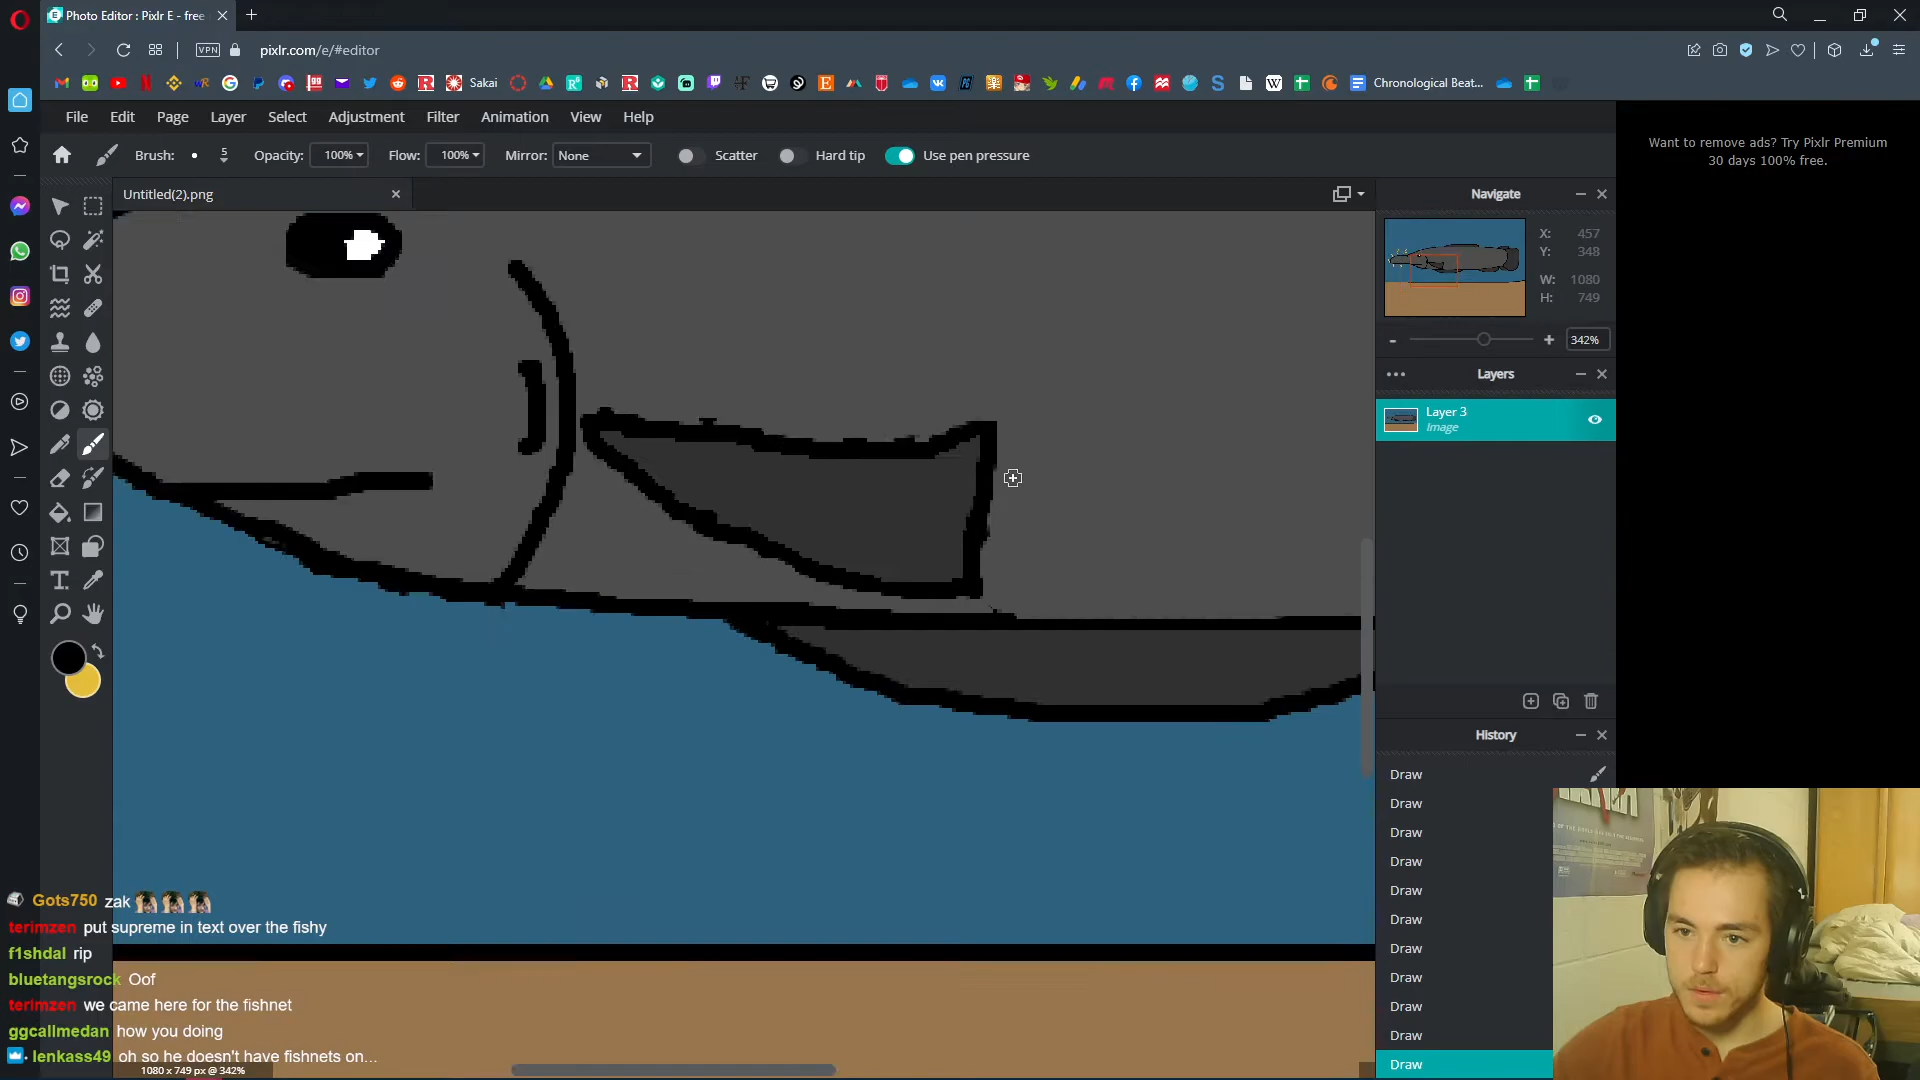 Photo Editor : Pixlr E - free
VPN
pixlr.com/e/#editor
Sakai
Chronological Beat...
File Edit Page Layer Select Adjustment Filter Animation View Help
Brush: 5 Opacity: 100% Flow: 100% Mirror: None Scatter Hard tip Use pen pressure
Want to remove ads? Try Pixlr Premium
30 days 100% free.
Untitled(2).png
Navigate
X: 457
Y: 348
W: 1080
H: 749
342%
Layers
Layer 3
Image
History
Draw
Draw
Draw
Draw
Draw
Draw
Draw
Draw
Draw
Draw
Draw
Gots750 zak
terimzen put supreme in text over the fishy
f1shdal rip
bluetangsrock Oof
terimzen we came here for the fishnet
ggcallmedan how you doing
lenkass49 oh so he doesn't have fishnets on...
1080 x 749 px @ 342%